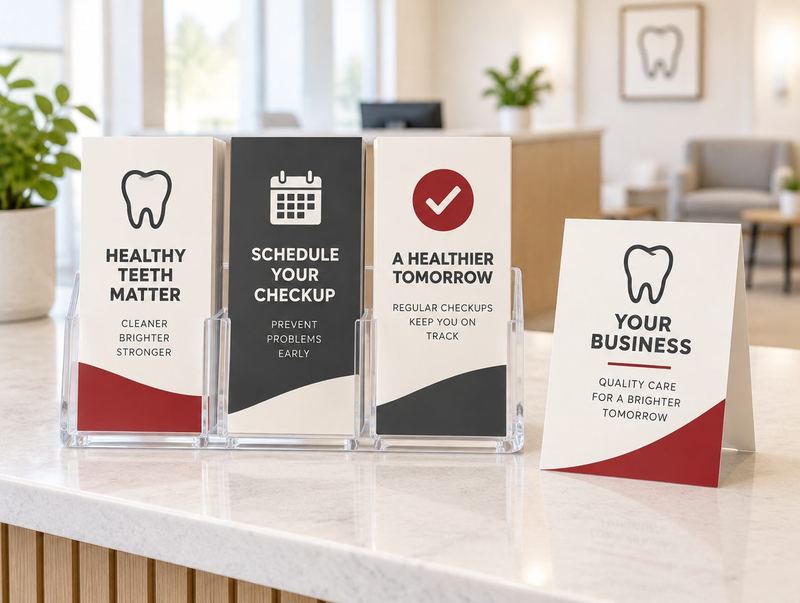 HEALTHY
TEETH
MATTER
CLEANER
BRIGHTER
STRONGER
SCHEDULE
YOUR
CHECKUP
PREVENT
PROBLEMS
EARLY
A HEALTHIER
TOMORROW
REGULAR CHECKUPS
KEEP YOU ON
TRACK
YOUR
BUSINESS
QUALITY CARE
FOR A BRIGHTER
TOMORROW